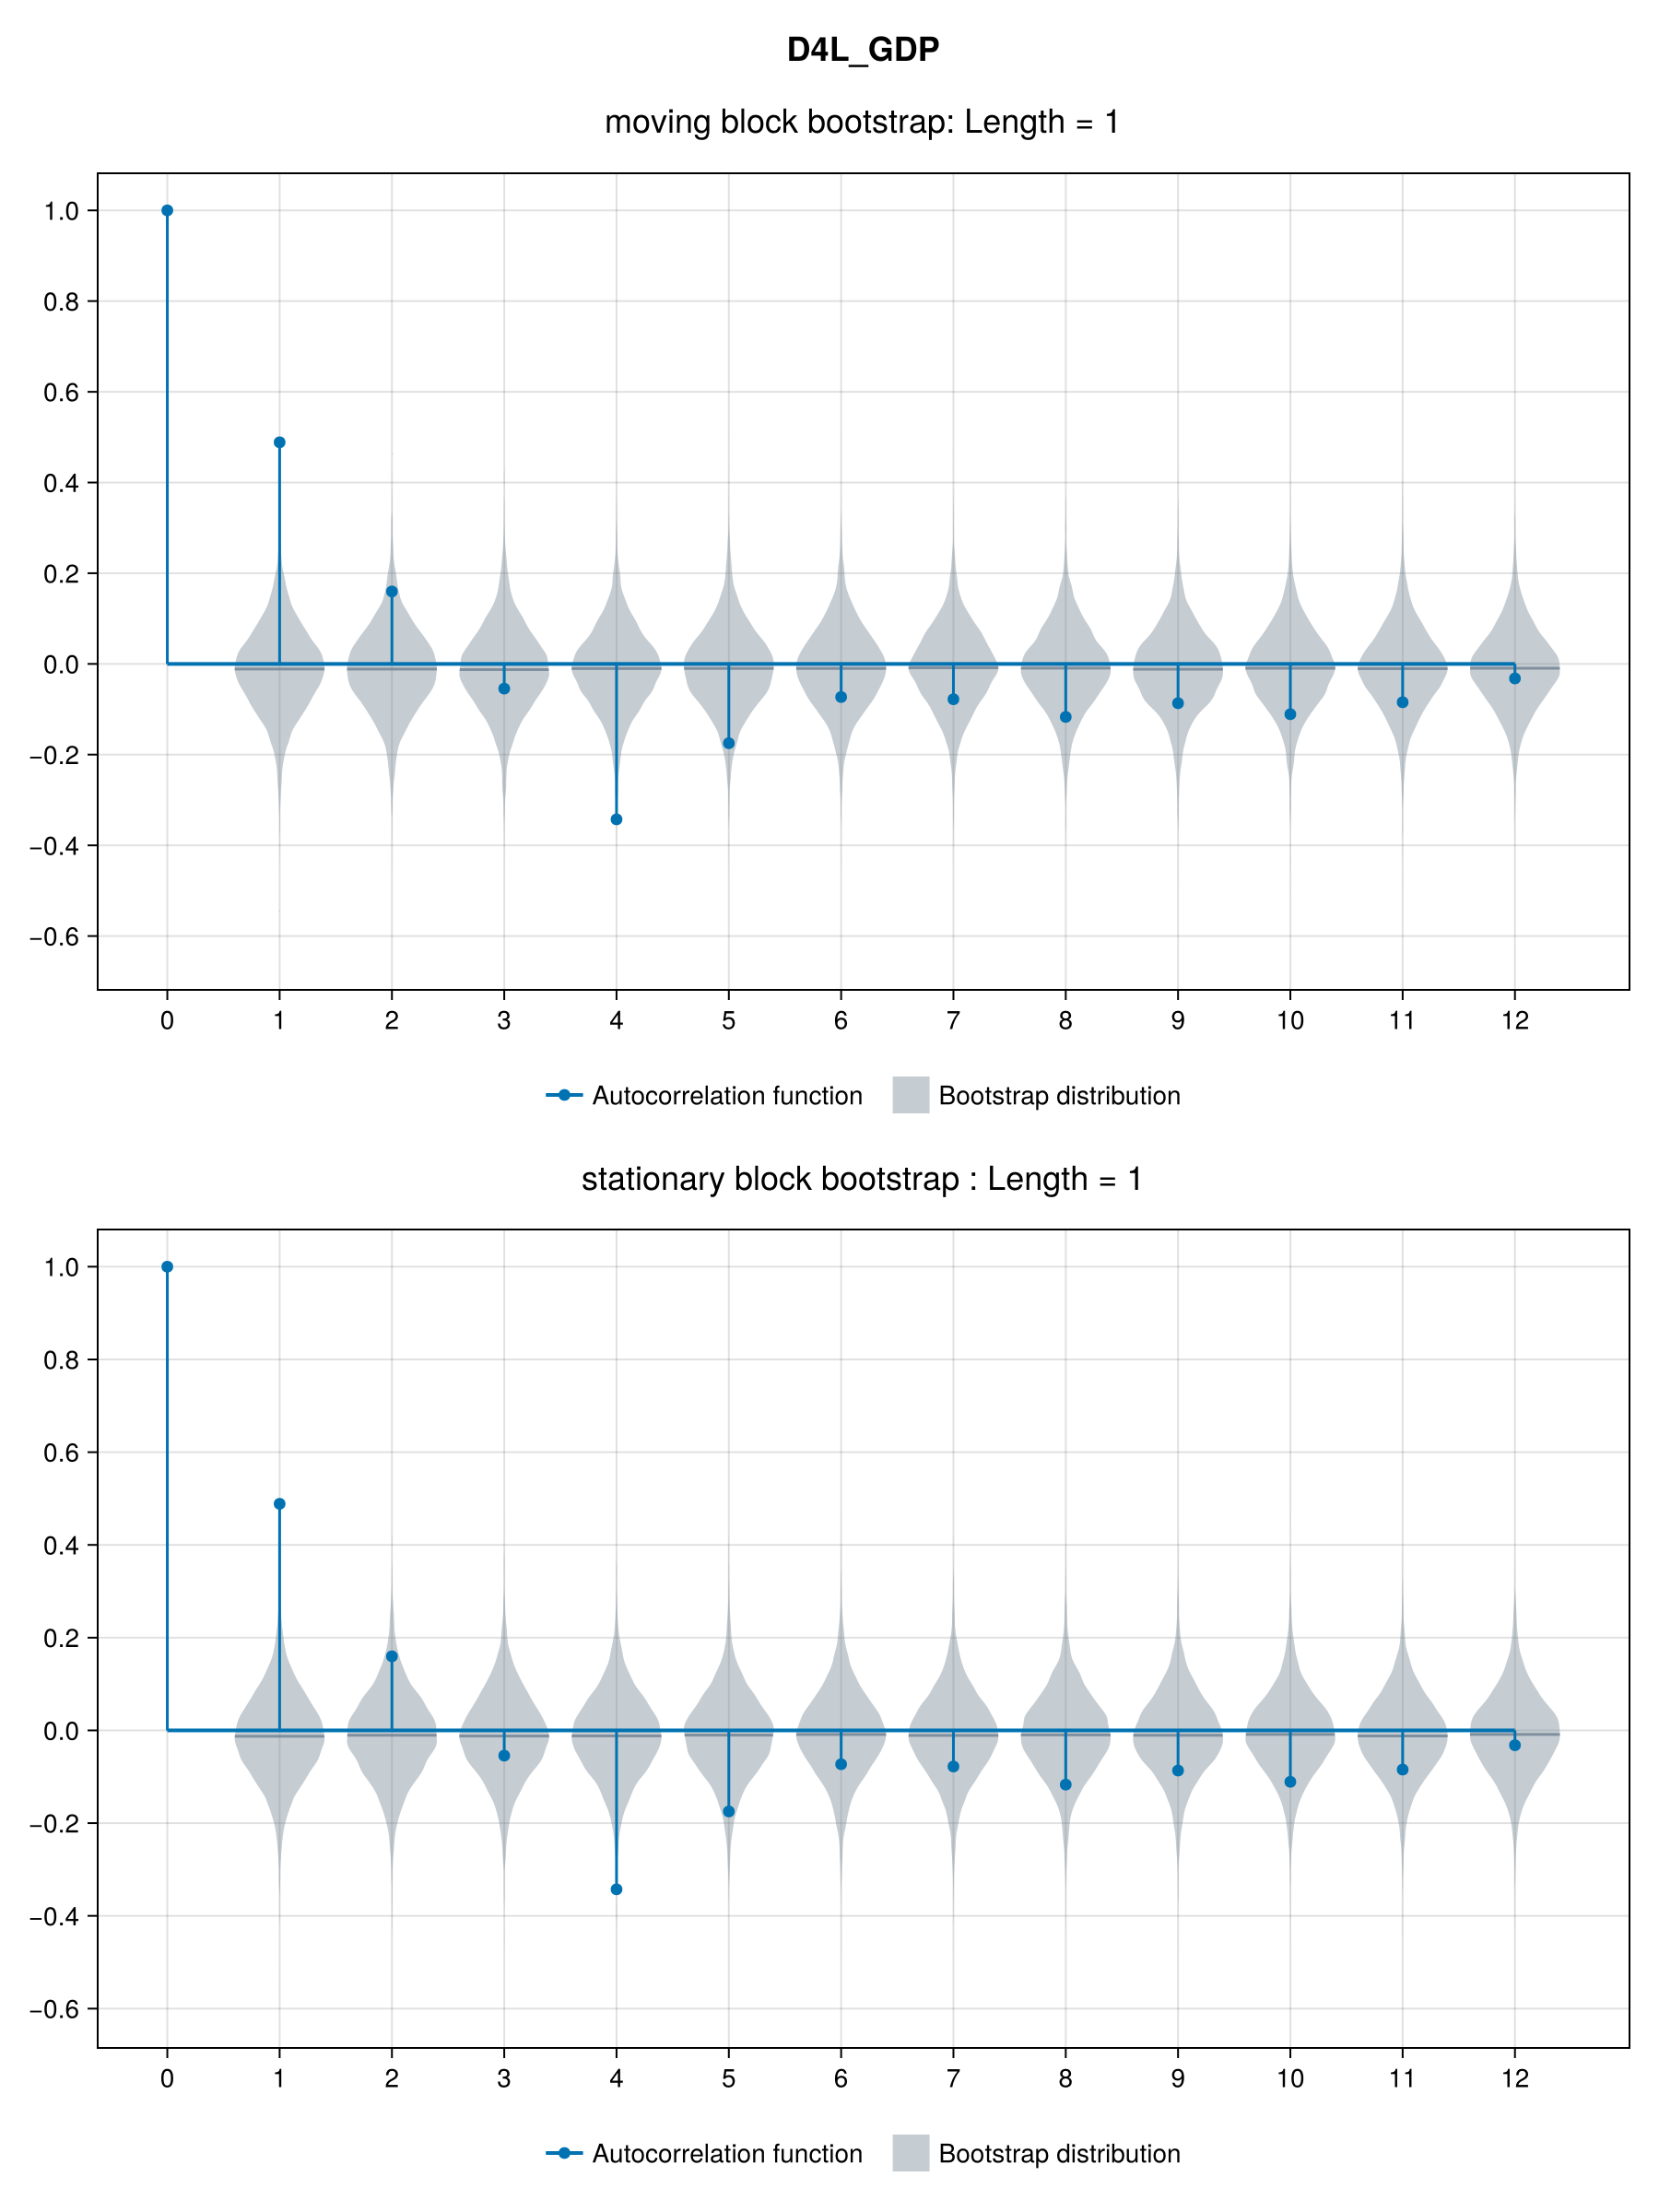 D4L_GDP
moving block bootstrap: Length = 1
1.0
0.8
0.6
0.4
0.2
0.0
−0.2
−0.4
−0.6
0 1 2 3 4 5 6 7 8 9 10 11 12
Autocorrelation function Bootstrap distribution
stationary block bootstrap : Length = 1
1.0
0.8
0.6
0.4
0.2
0.0
−0.2
−0.4
−0.6
0 1 2 3 4 5 6 7 8 9 10 11 12
Autocorrelation function Bootstrap distribution